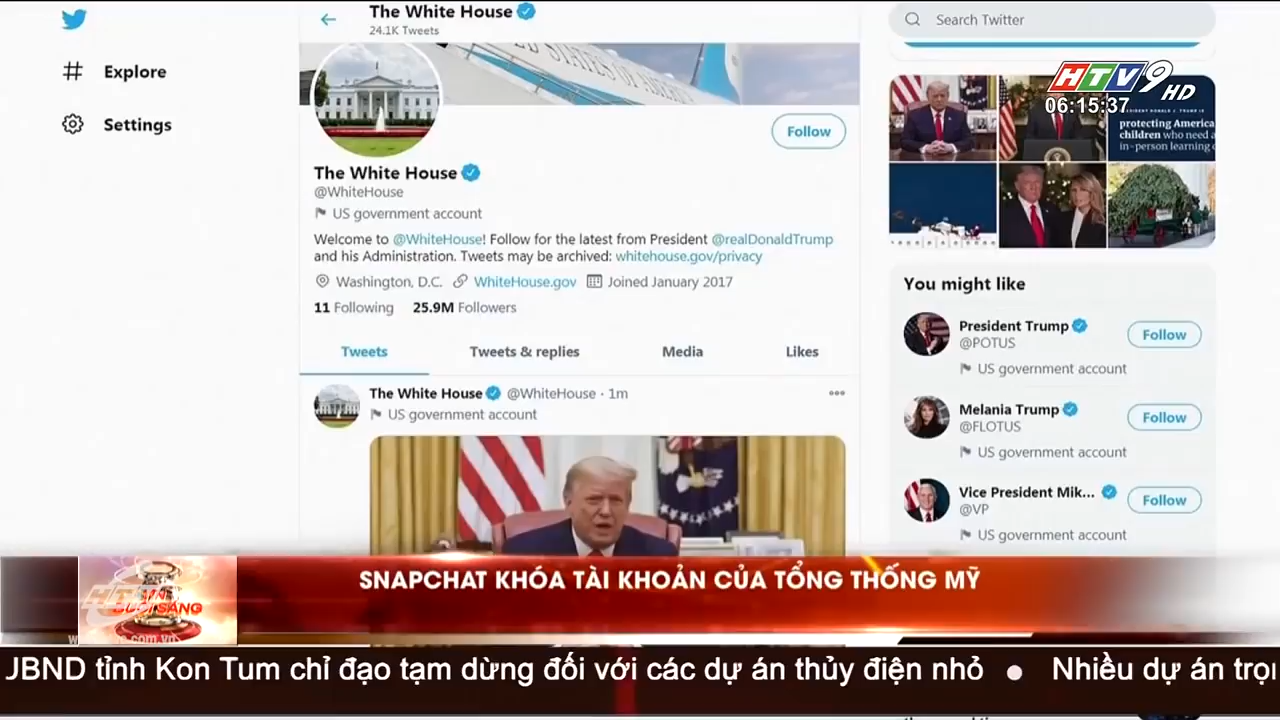 The White House
24.1K Tweets
Search Twitter
Explore
Settings
HTV9 HD
06:15:37
protecting America
children who need a
in-person learning
Follow
The White House
@WhiteHouse
US government account
Welcome to @WhiteHouse! Follow for the latest from President @realDonaldTrump
and his Administration. Tweets may be archived: whitehouse.gov/privacy
Washington, D.C. WhiteHouse.gov Joined January 2017
11 Following 25.9M Followers
Tweets Tweets & replies Media Likes
The White House @WhiteHouse · 1m
US government account
You might like
President Trump
@POTUS
Follow
US government account
Melania Trump
@FLOTUS
Follow
US government account
Vice President Mik...
@VP
Follow
US government account
SNAPCHAT KHÓA TÀI KHOẢN CỦA TỔNG THỐNG MỸ
BUỔI SÁNG
JBND tỉnh Kon Tum chỉ đạo tạm dừng đối với các dự án thủy điện nhỏ ● Nhiều dự án trọn